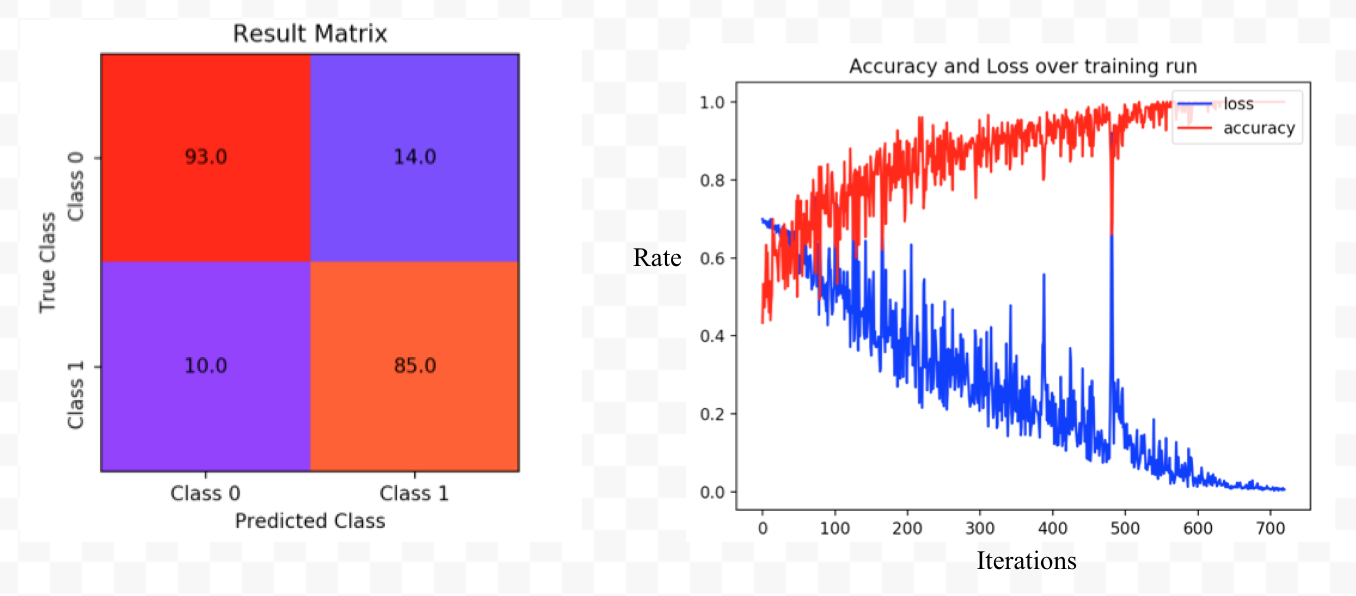 Result Matrix
True Class
Class 0
Class 1
93.0
14.0
10.0
85.0
Class 0
Class 1
Predicted Class
Accuracy and Loss over training run
Rate
1.0
0.8
0.6
0.4
0.2
0.0
loss
accuracy
0
100
200
300
400
500
600
700
Iterations